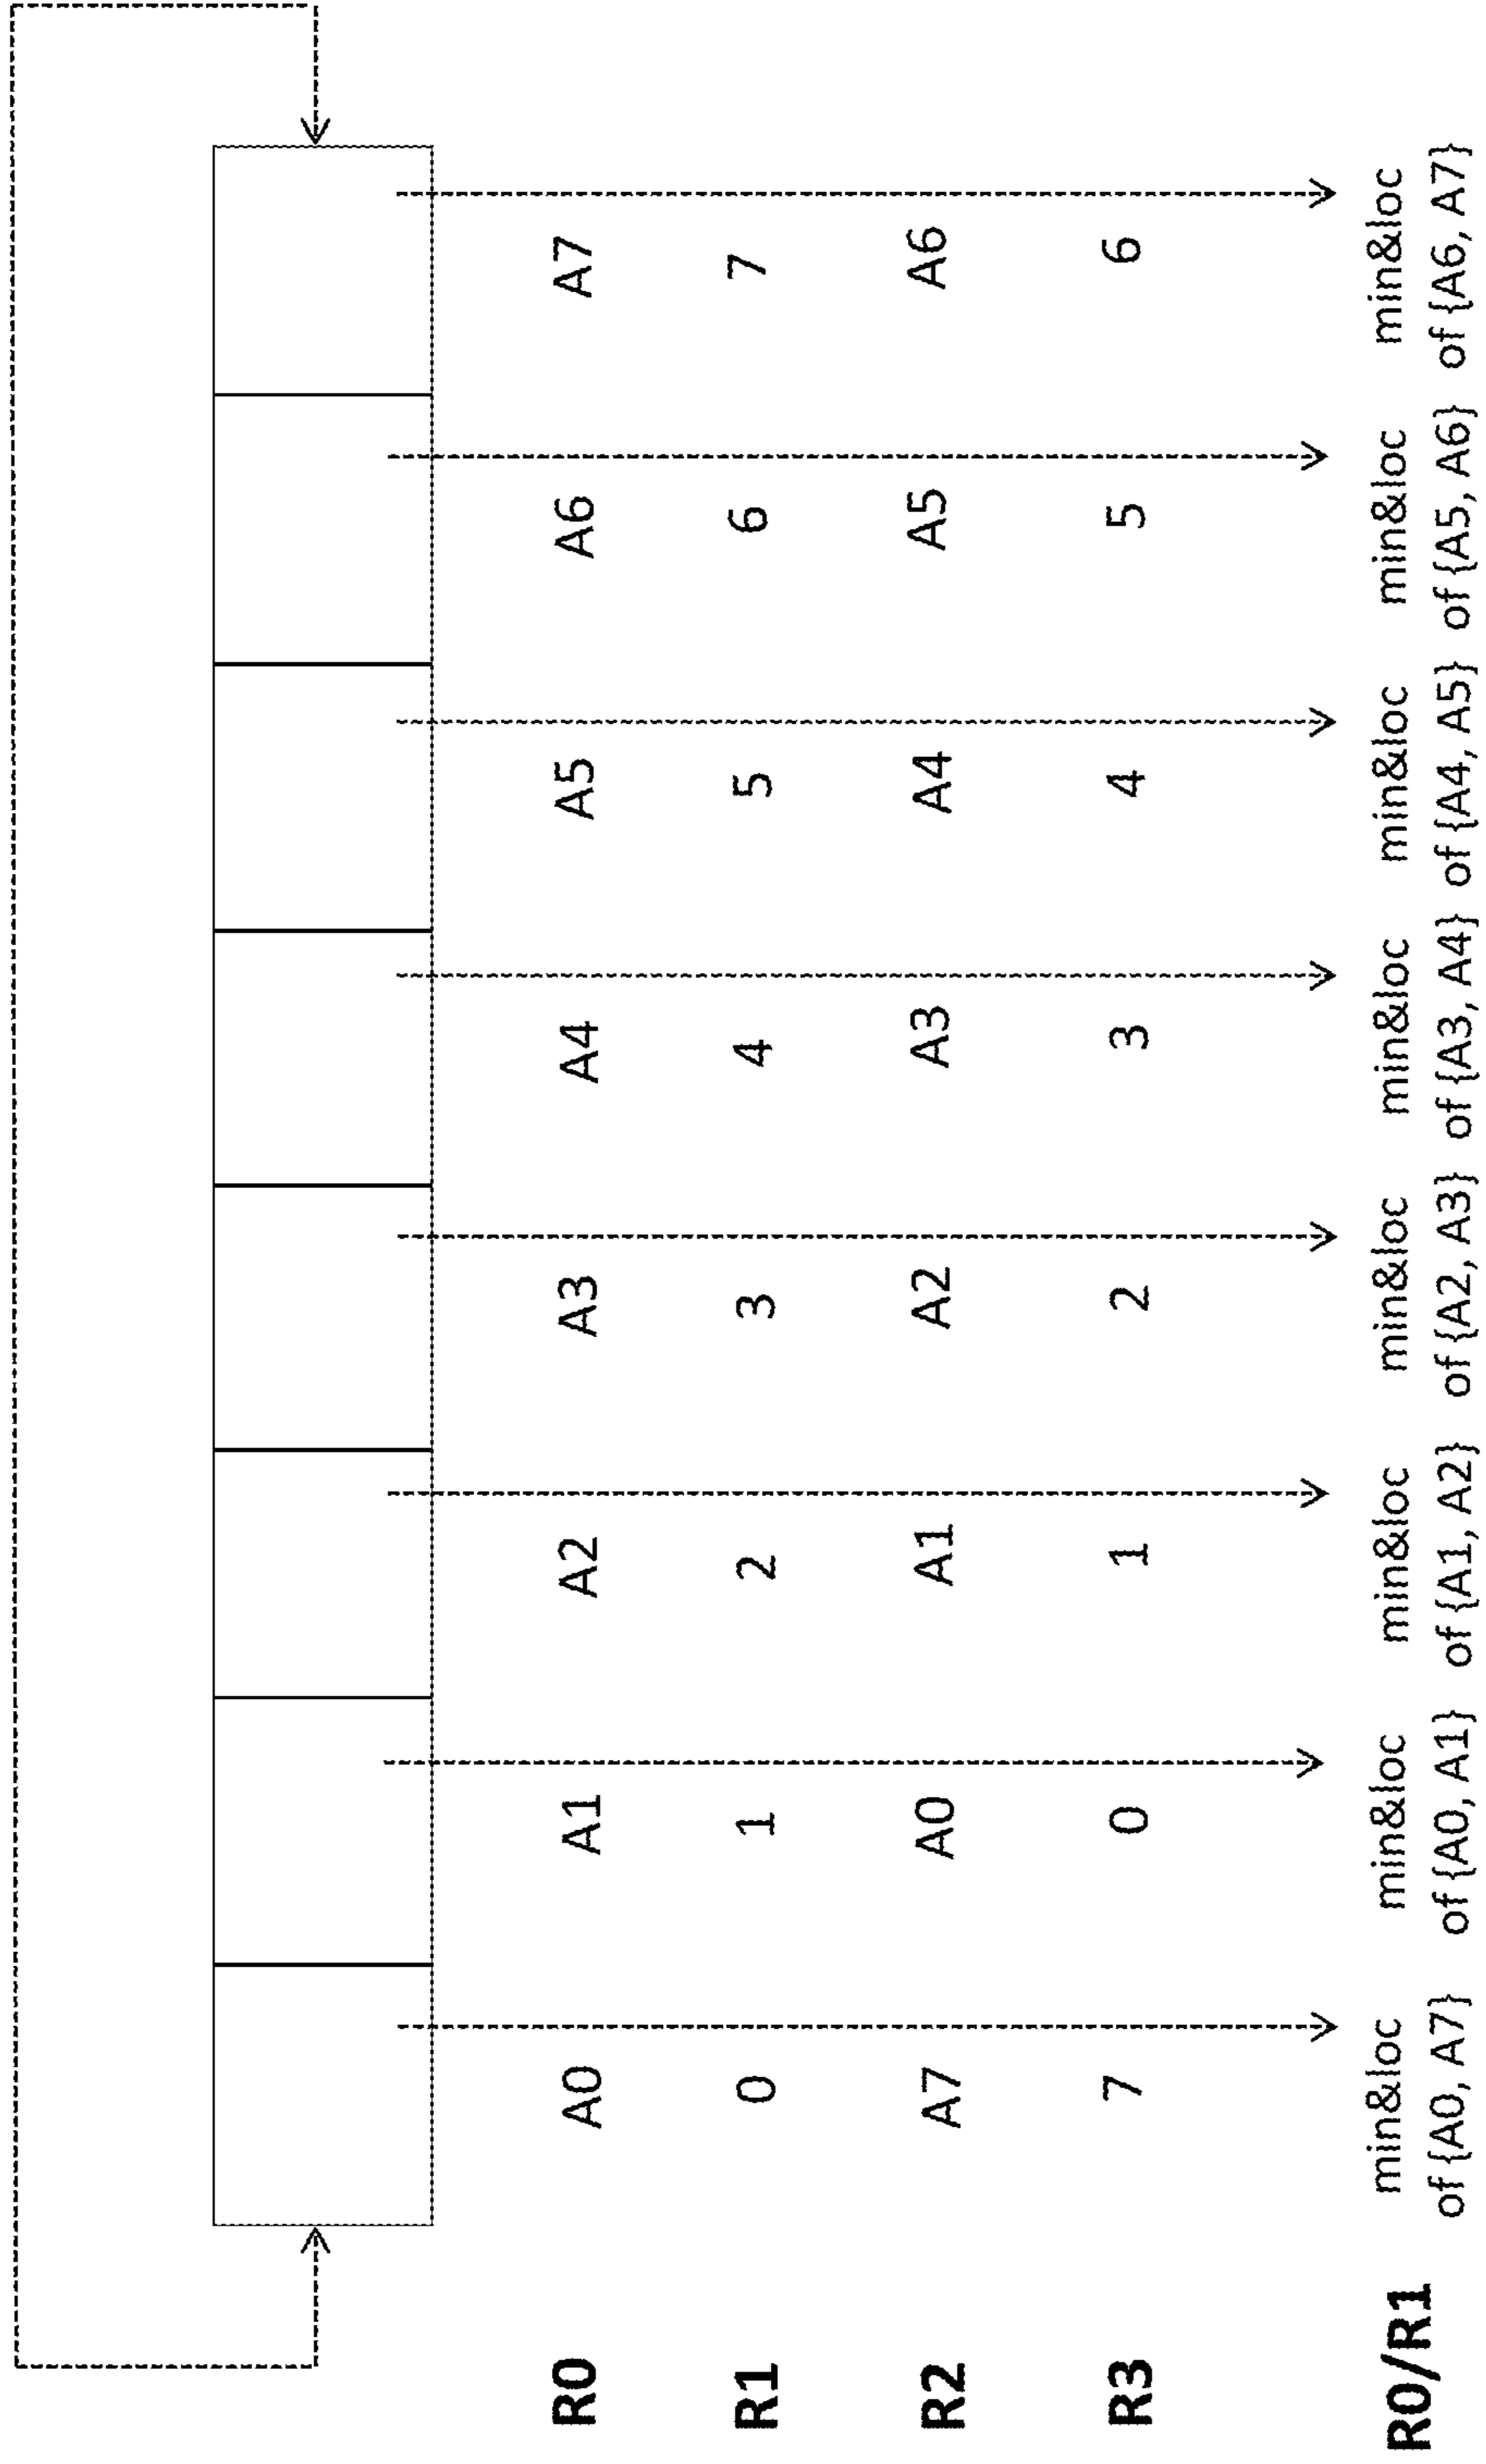 R0 A0 A1 A2 A3 A4 A5 A6 A7
R1 0 1 2 3 4 5 6 7
R2 A7 A0 A1 A2 A3 A4 A5 A6
R3 7 0 1 2 3 4 5 6
R0/R1 min&loc min&loc min&loc min&loc min&loc min&loc min&loc min&loc
of {A0, A7} of {A0, A1} of {A1, A2} of {A2, A3} of {A3, A4} of {A4, A5} of {A5, A6} of {A6, A7}